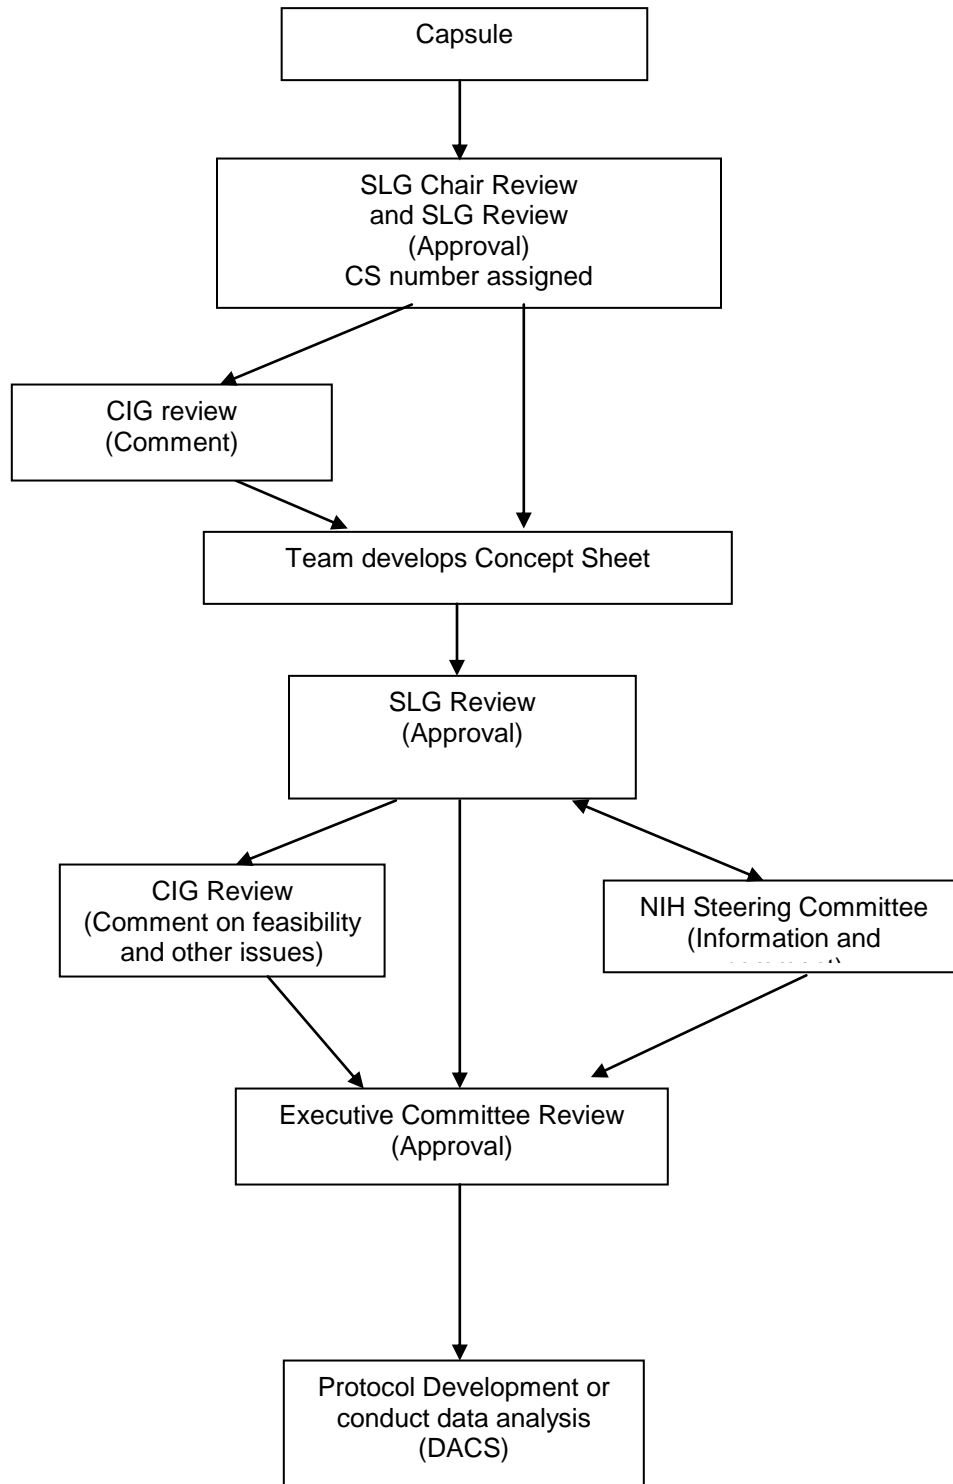 Capsule
SLG Chair Review
and SLG Review
(Approval)
CS number assigned
CIG review
(Comment)
Team develops Concept Sheet
SLG Review
(Approval)
CIG Review
(Comment on feasibility
and other issues)
NIH Steering Committee
(Information and
Executive Committee Review
(Approval)
Protocol Development or
conduct data analysis
(DACS)